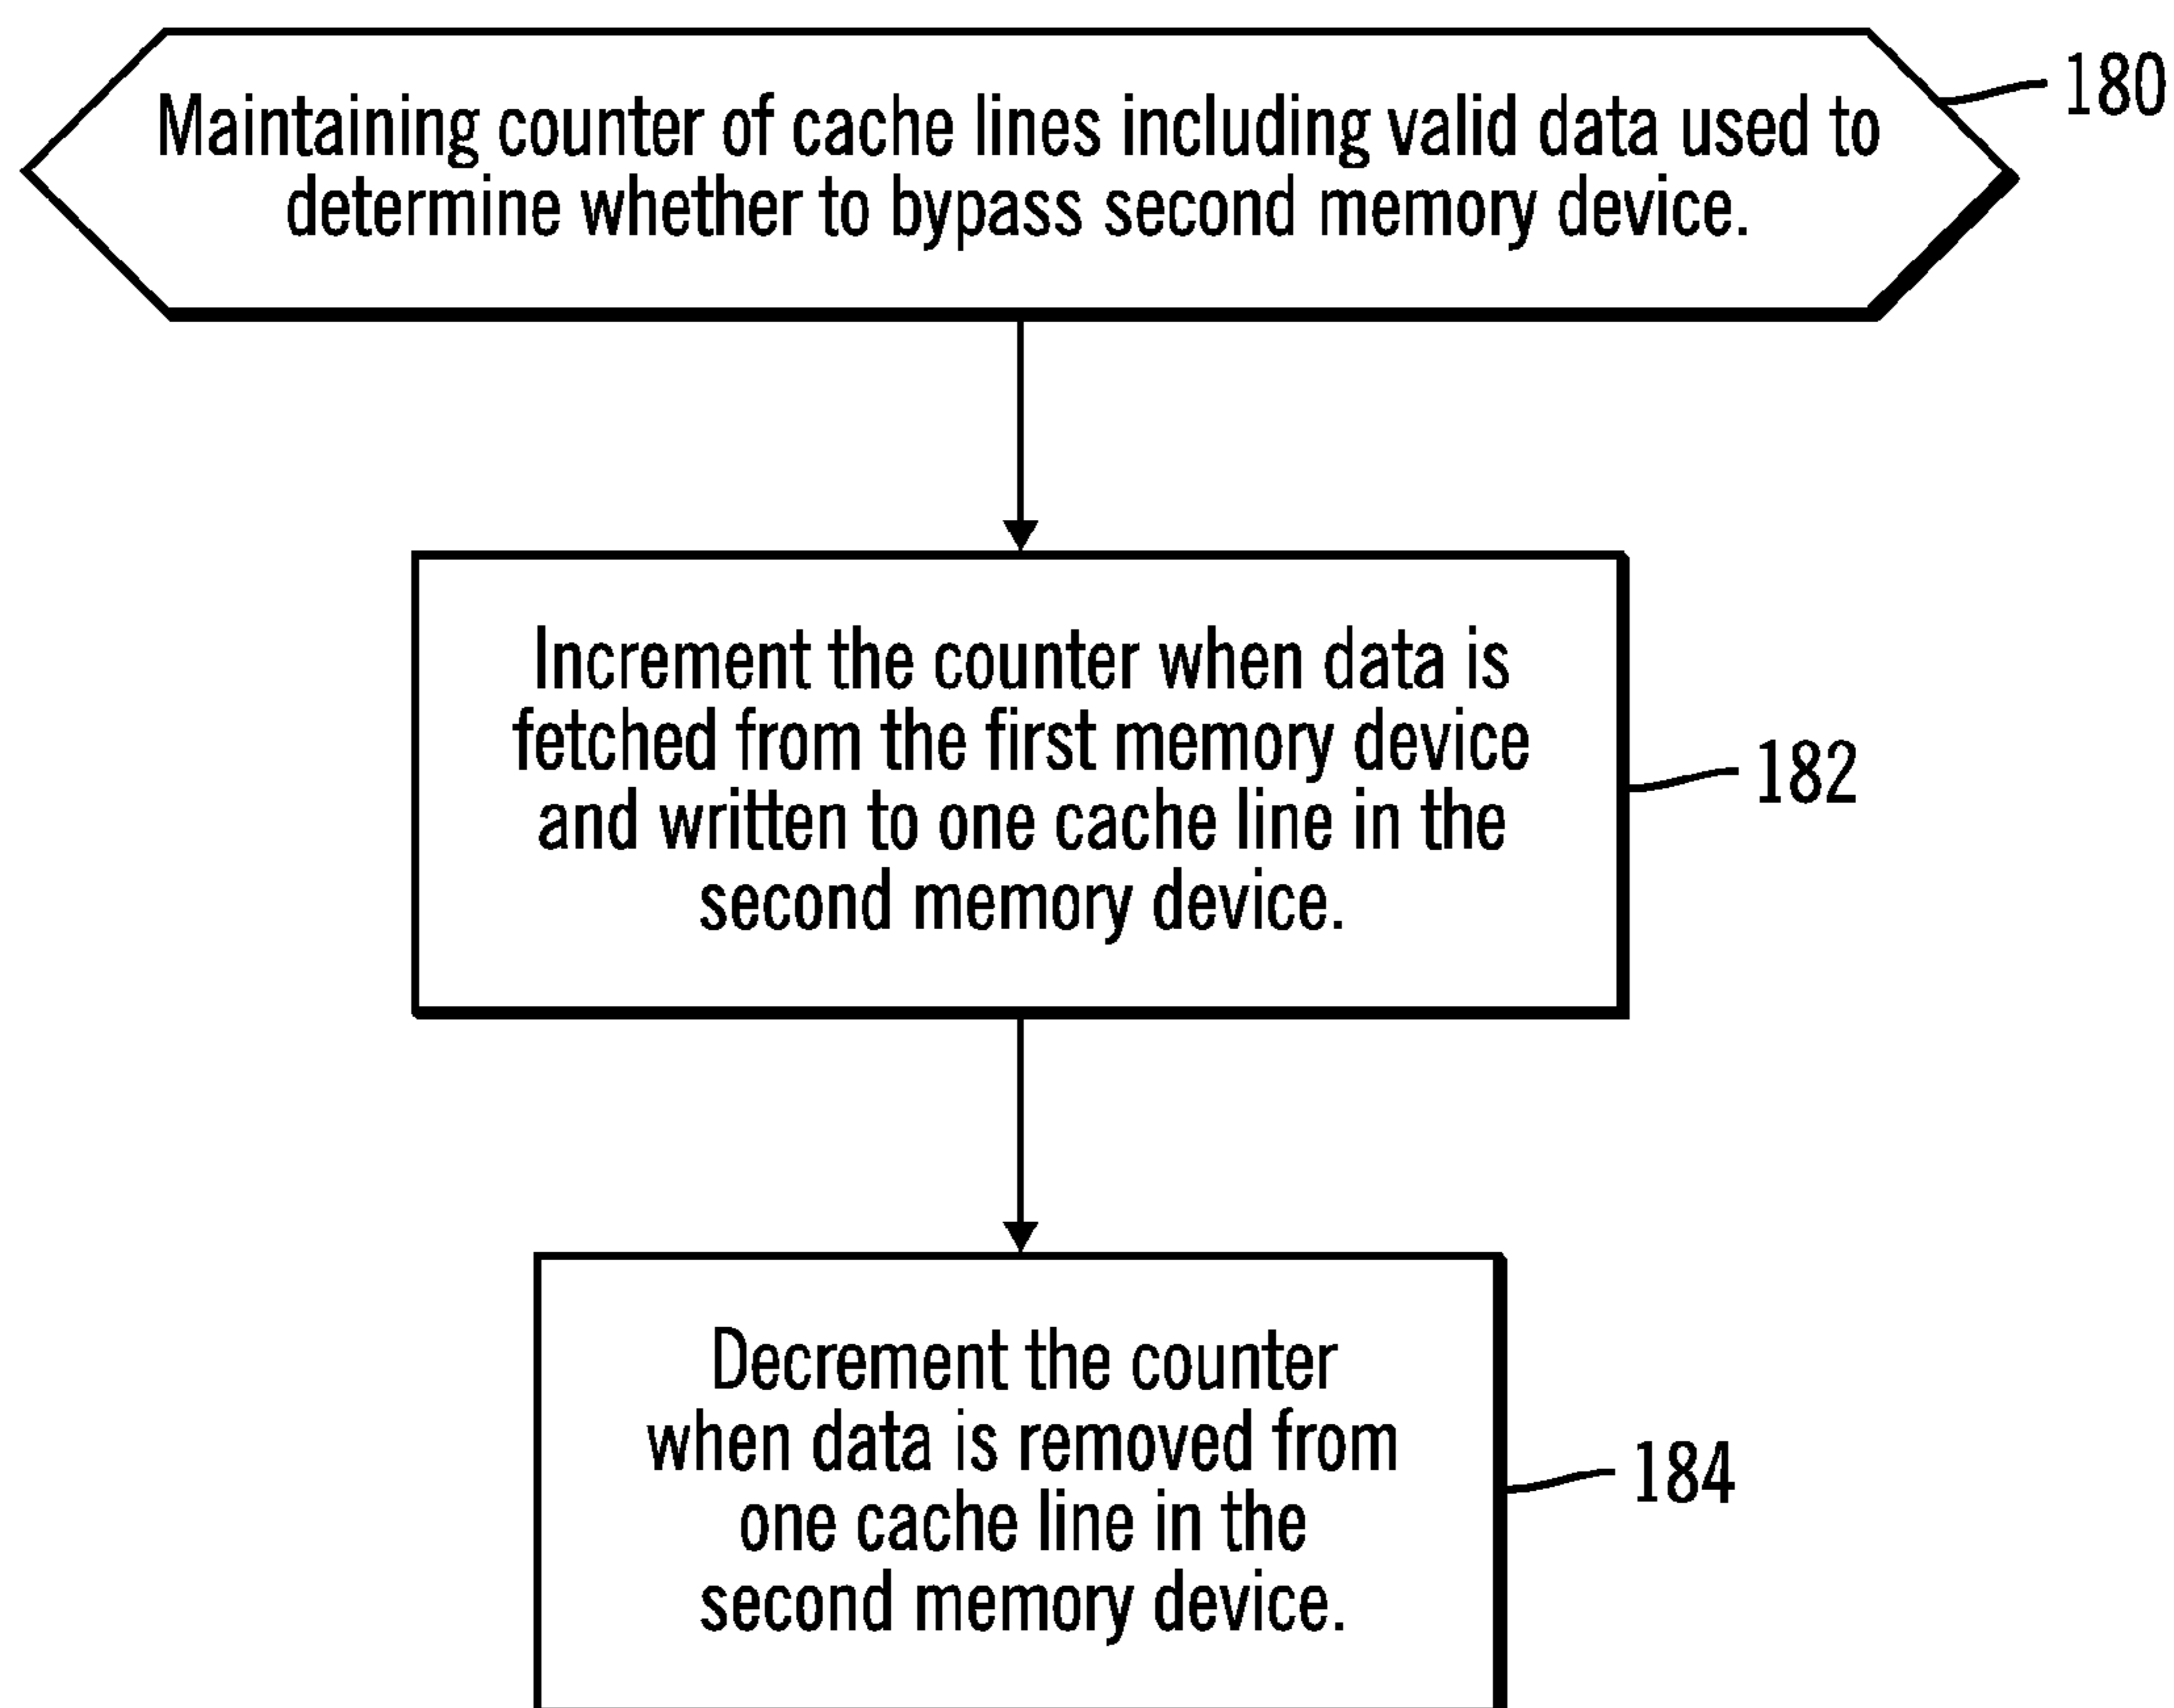 Maintaining counter of cache lines including valid data used to
determine whether to bypass second memory device.
180
Increment the counter when data is
fetched from the first memory device
and written to one cache line in the
second memory device.
182
Decrement the counter
when data is removed from
one cache line in the
second memory device.
184